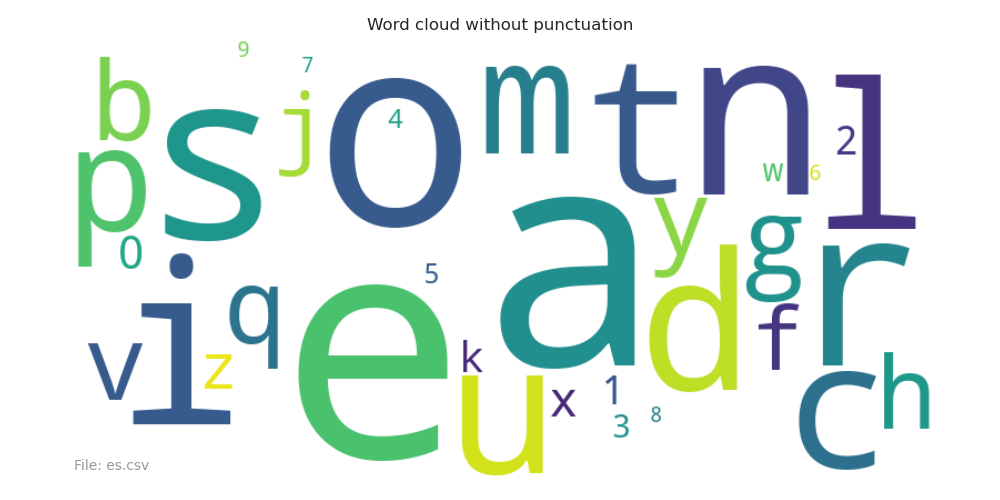 Word cloud without punctuation
9
7
b s j o 4 m t n 2 l
p w 6
0 y g
i q 5 a d r
v z e k f
u x 1 3 8 c h
File: es.csv